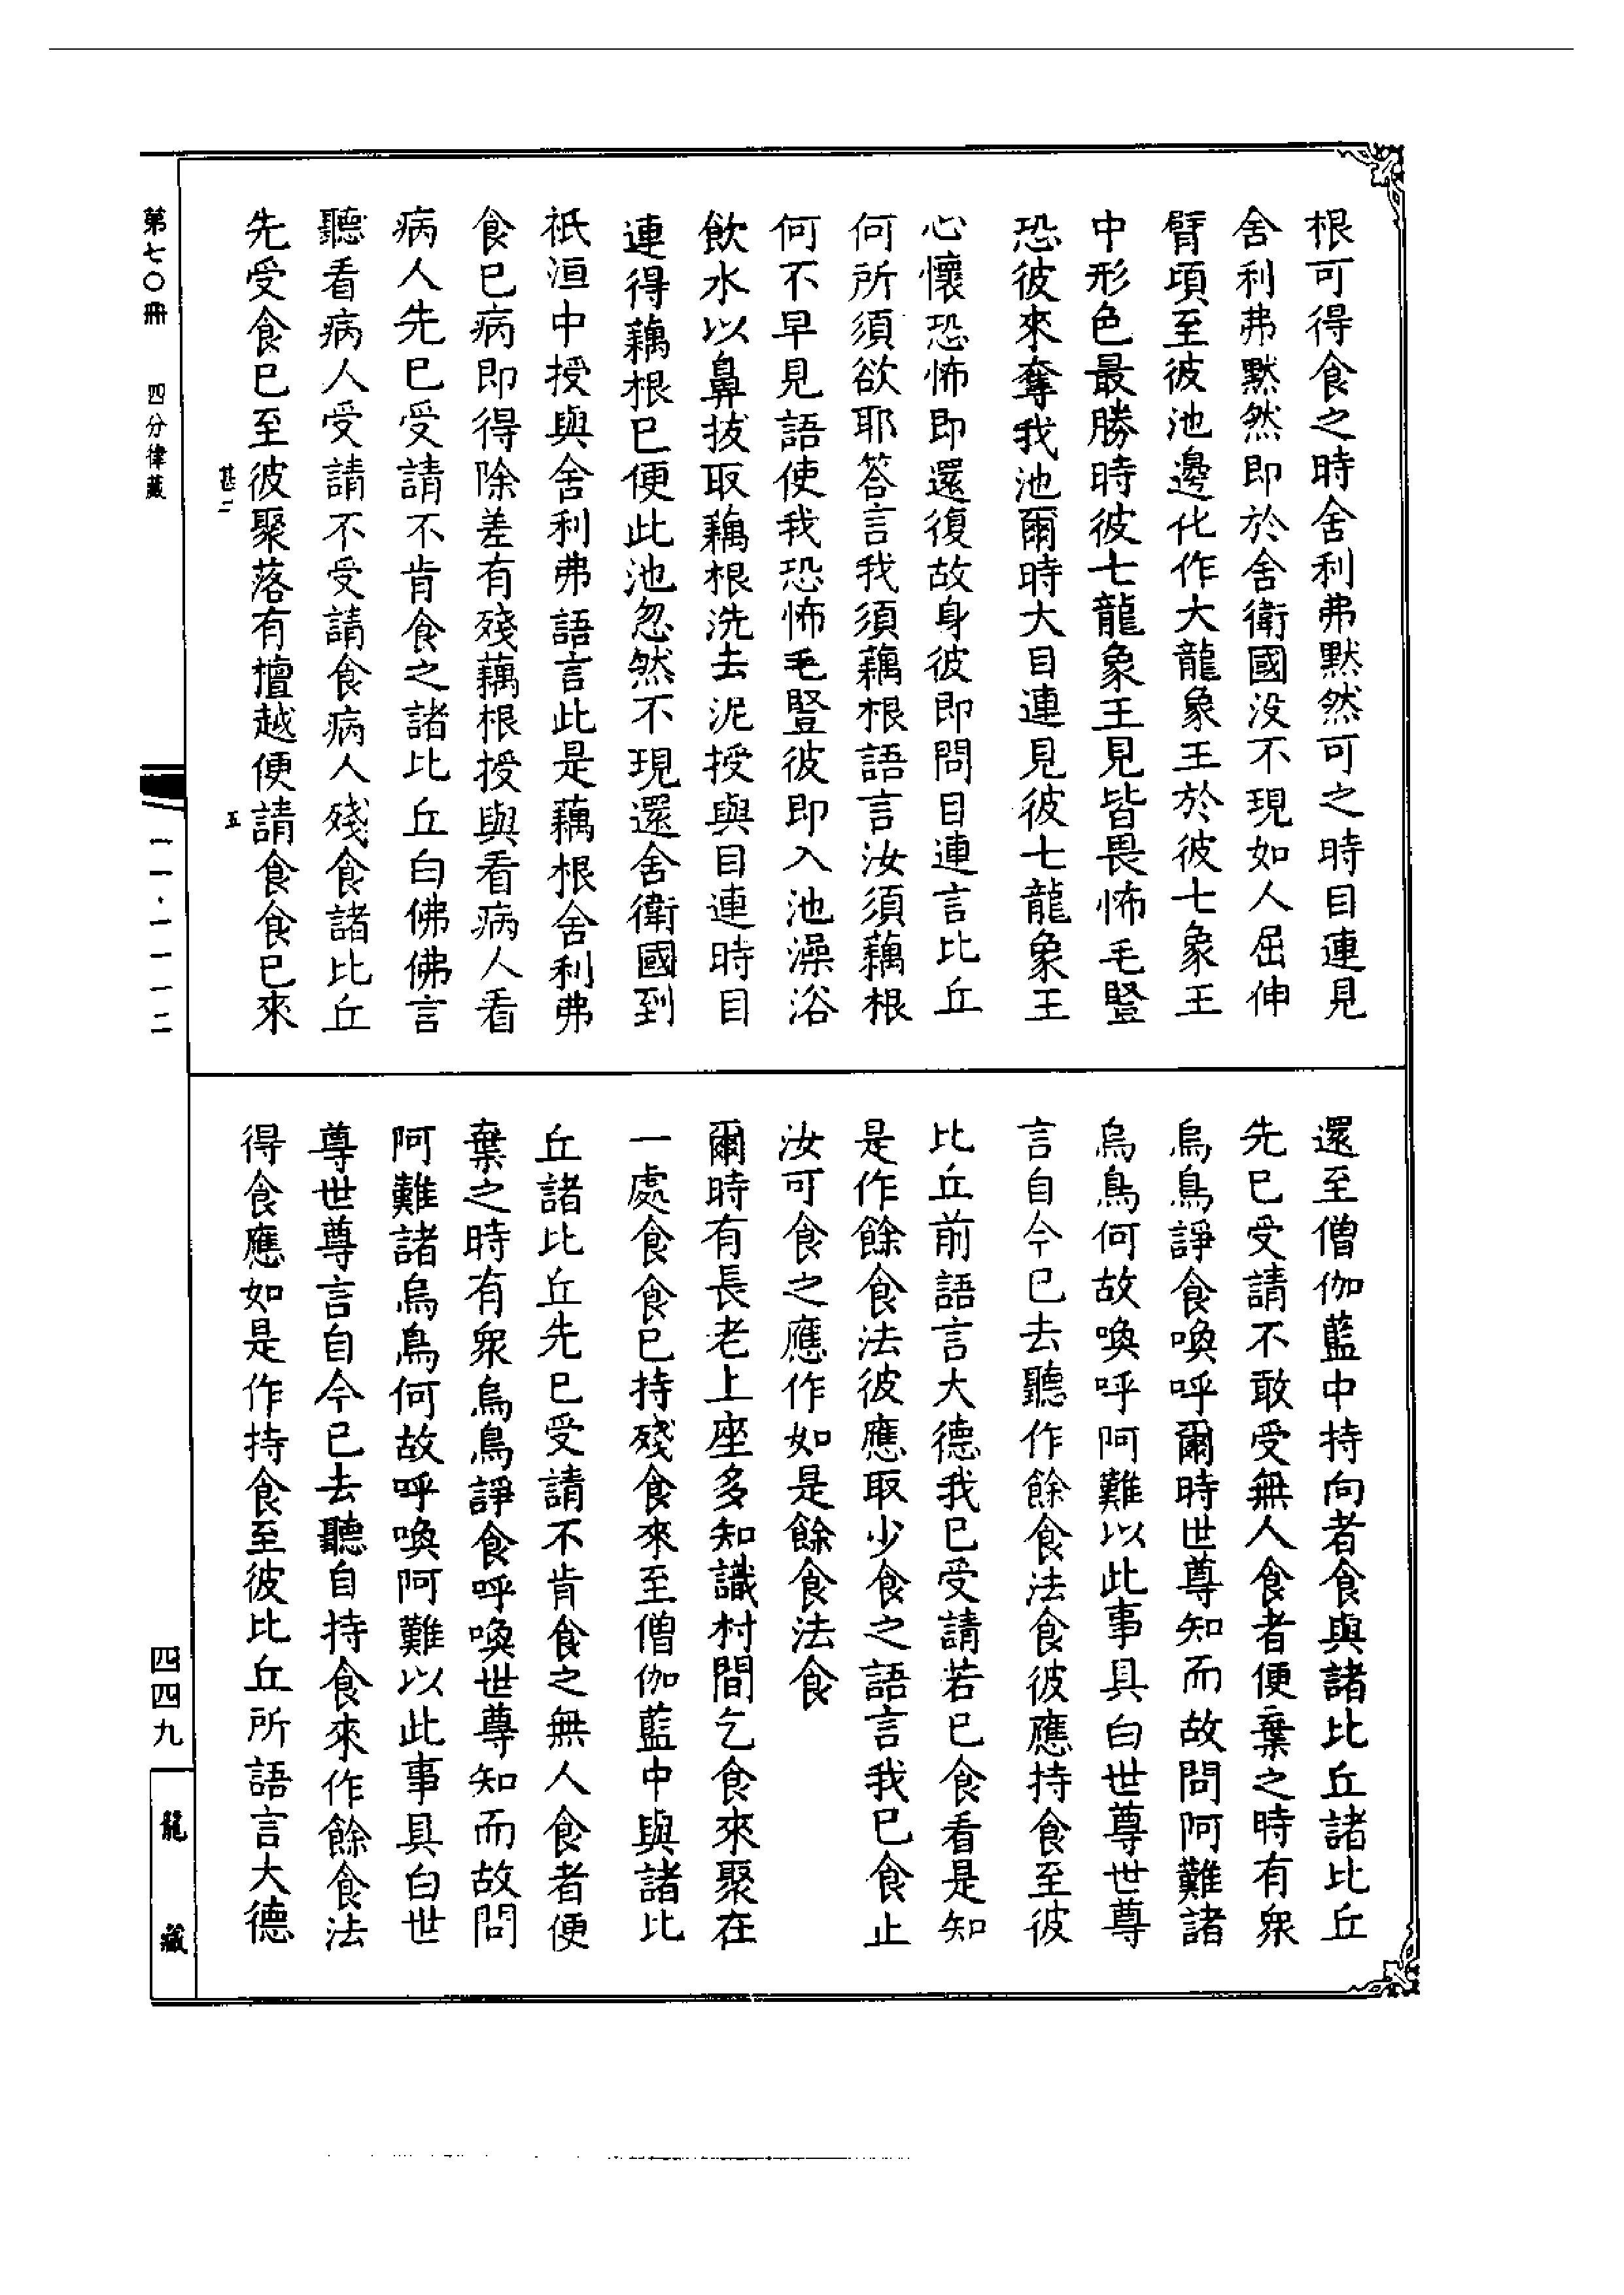 根可得食之時舍利弗默然可之時目連見
舍利弗默然即於舍衛國没不現如人屈伸
臂頃至彼池邊化作大龍象王於彼七象王
中形色最勝時彼七龍象王見皆畏怖毛豎
恐彼來奪我池爾時大目連見彼七龍象王
心懷恐怖即還復故身彼即問目連言比丘
何所須欲耶答言我須藕根語言汝須藕根
何不早見語使我恐怖毛豎彼即入池澡浴
飲水以鼻拔取藕根洗去泥授與目連時目
連得藕根已便此池忽然不現還舍衛國到
祇洹中授與舍利弗語言此是藕根舍利弗
食已病即得除差有殘藕根授與看病人看
病人先已受請不肯食之諸比丘白佛佛言
聽看病人受請不受請食病人殘食諸比丘
先受食已至彼聚落有檀越便請食食已來
還至僧伽藍中持向者食與諸比丘諸比丘
先已受請不敢受無人食者便棄之時有衆
烏鳥諍食喚呼爾時世尊知而故問阿難諸
烏鳥何故喚呼阿難以此事具白世尊世尊
言自今已去聽作餘食法食彼應持食至彼
比丘前語言大德我已受請若已食看是知
是作餘食法彼應取少食之語言我已食止
汝可食之應作如是餘食法食
爾時有長老上座多知識村間乞食來聚在
一處食食已持殘食來至僧伽藍中與諸比
丘諸比丘先已受請不肯食之無人食者便
棄之時有衆烏鳥諍食呼喚世尊知而故問
阿難諸烏鳥何故呼喚阿難以此事具白世
尊世尊言自今已去聽自持食來作餘食法
得食應如是作持食至彼比丘所語言大德
甚二
五
第七〇冊 四分律藏
一一·一一一二
四四九
龍藏